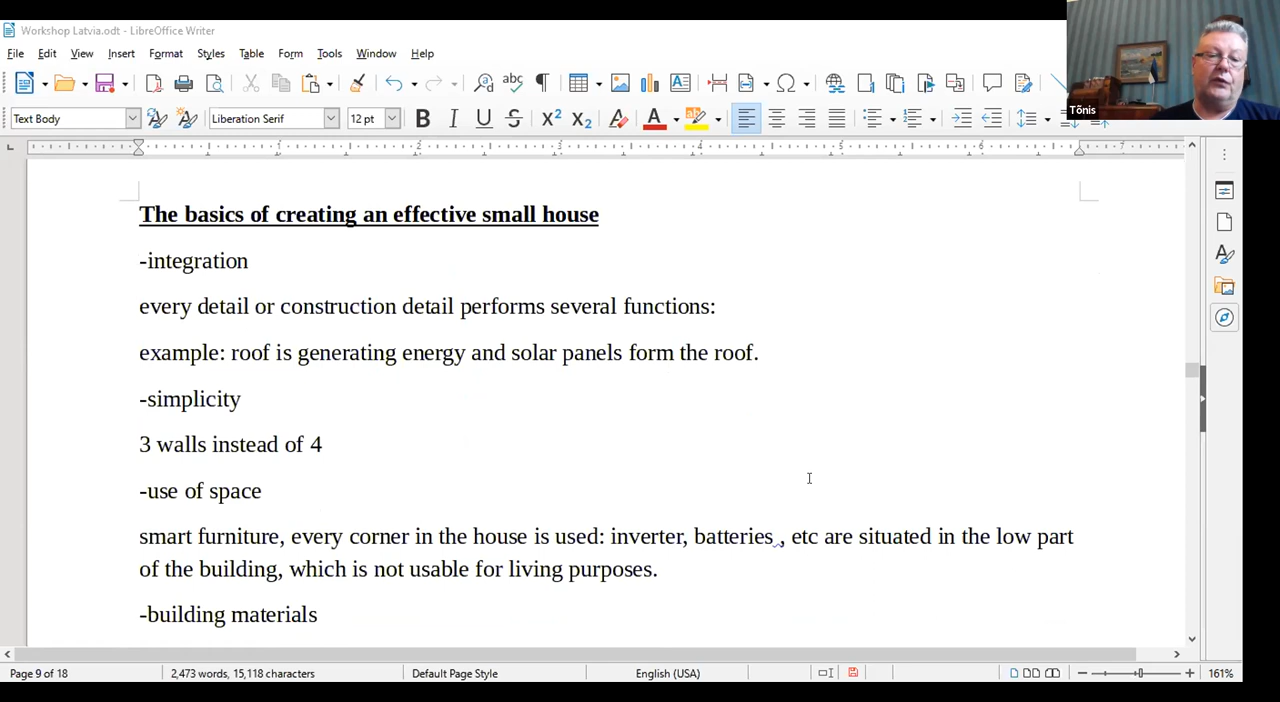 Workshop Latvia.odt - LibreOffice Writer
File Edit View Insert Format Styles Table Form Tools Window Help
Text Body Liberation Serif 12 pt
Tõnis
The basics of creating an effective small house
-integration
every detail or construction detail performs several functions:
example: roof is generating energy and solar panels form the roof.
-simplicity
3 walls instead of 4
-use of space
smart furniture, every corner in the house is used: inverter, batteries , etc are situated in the low part
of the building, which is not usable for living purposes.
-building materials
Page 9 of 18 2,473 words, 15,118 characters Default Page Style English (USA) 161%